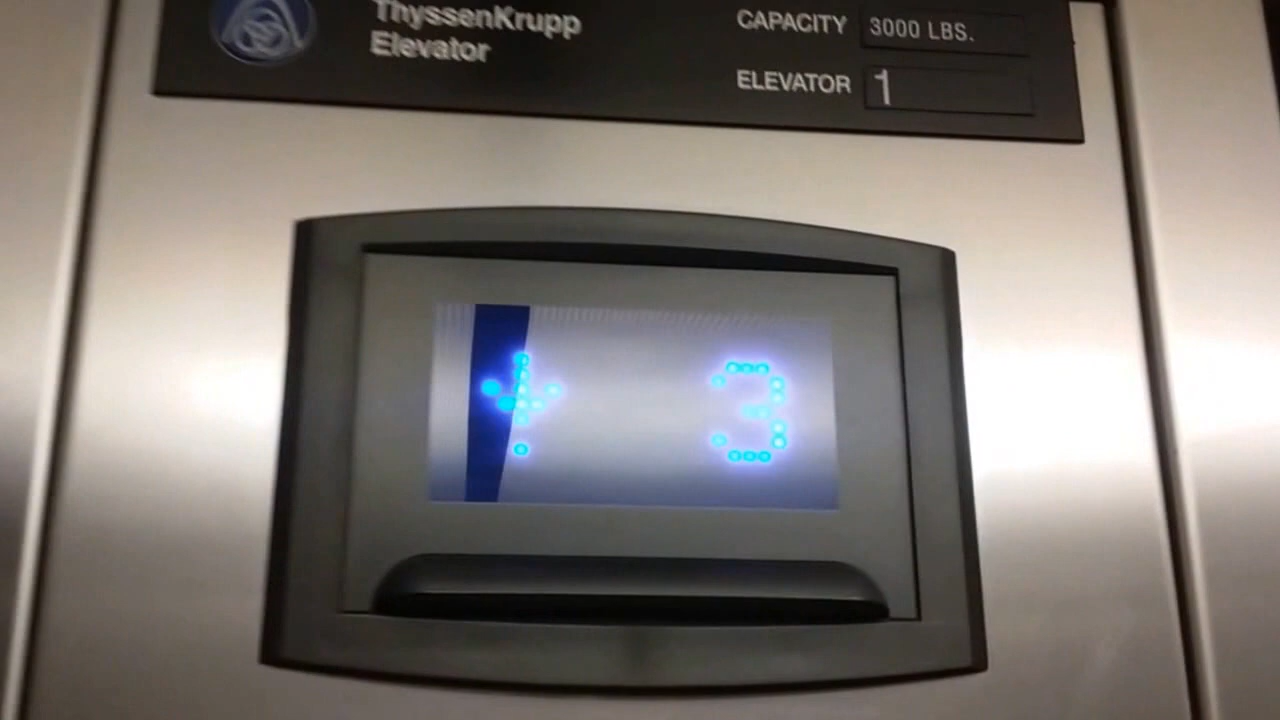 ThyssenKrupp
Elevator
CAPACITY 3000 LBS.
ELEVATOR 1
3